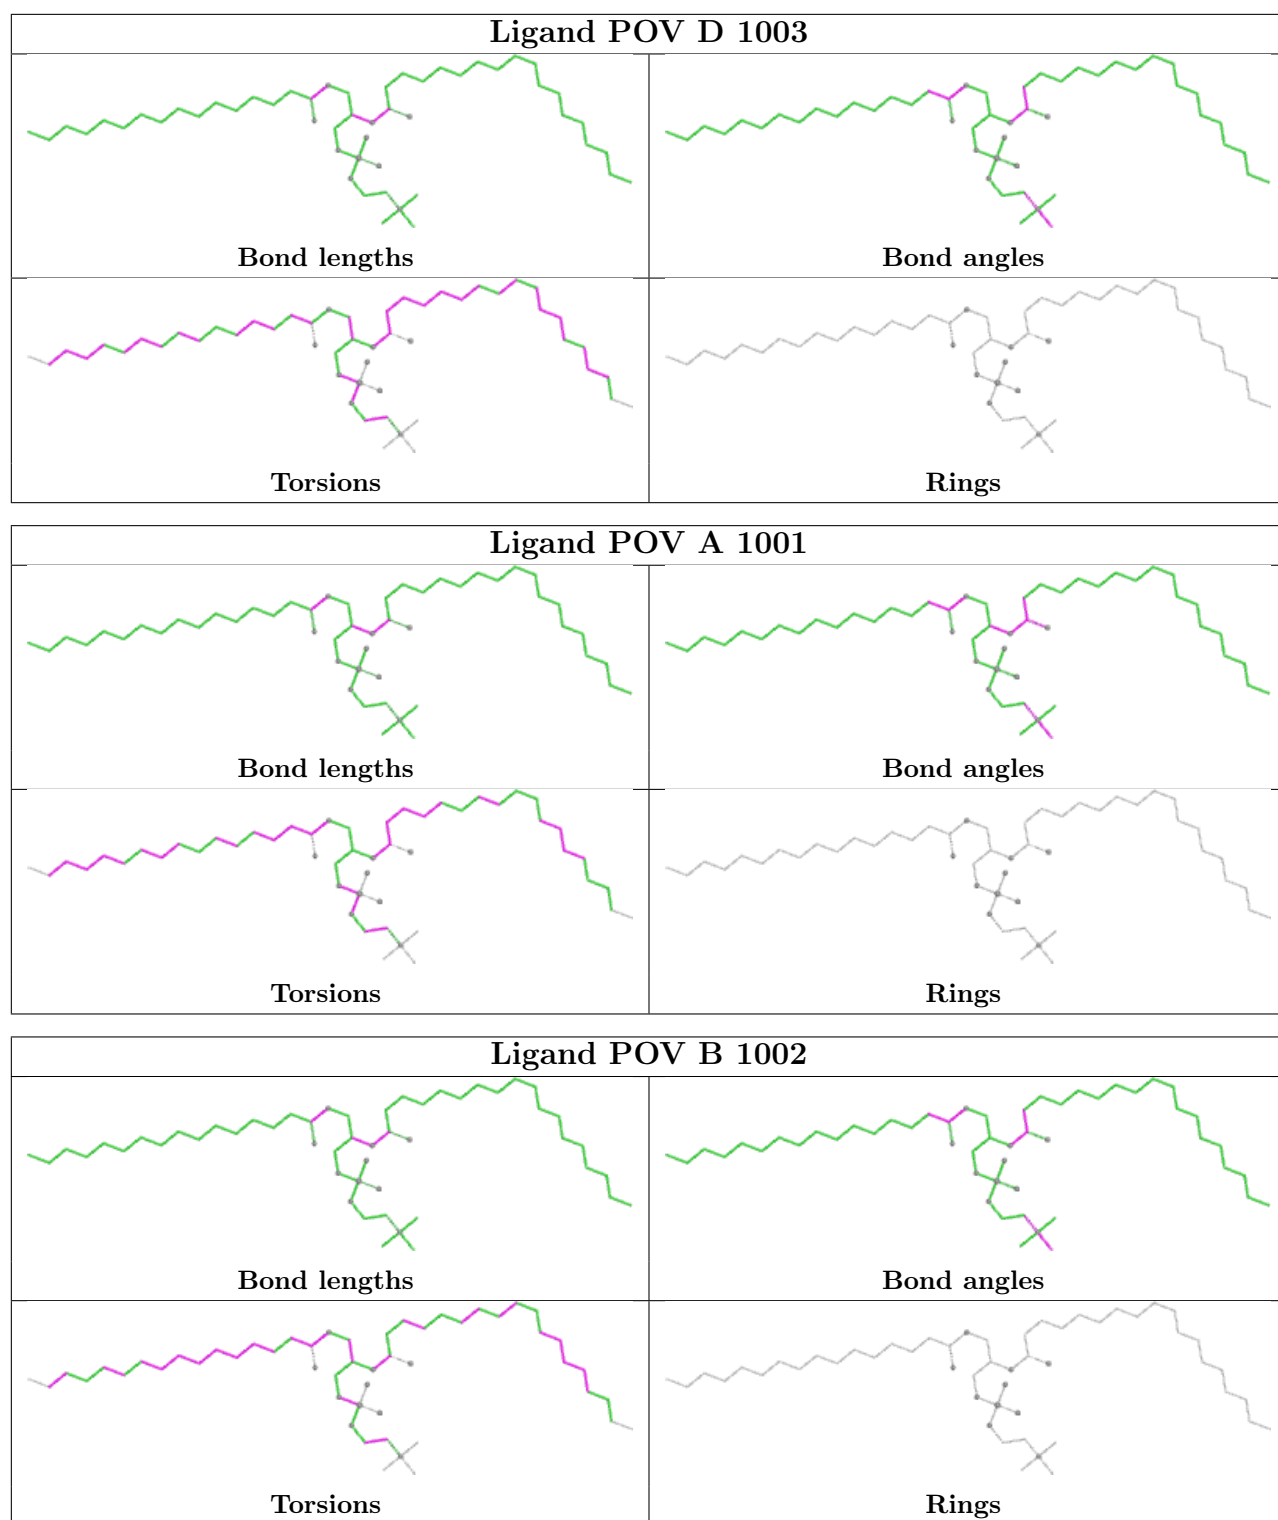 Ligand POV D 1003
Bond lengths
Bond angles
Torsions
Rings
Ligand POV A 1001
Bond lengths
Bond angles
Torsions
Rings
Ligand POV B 1002
Bond lengths
Bond angles
Torsions
Rings